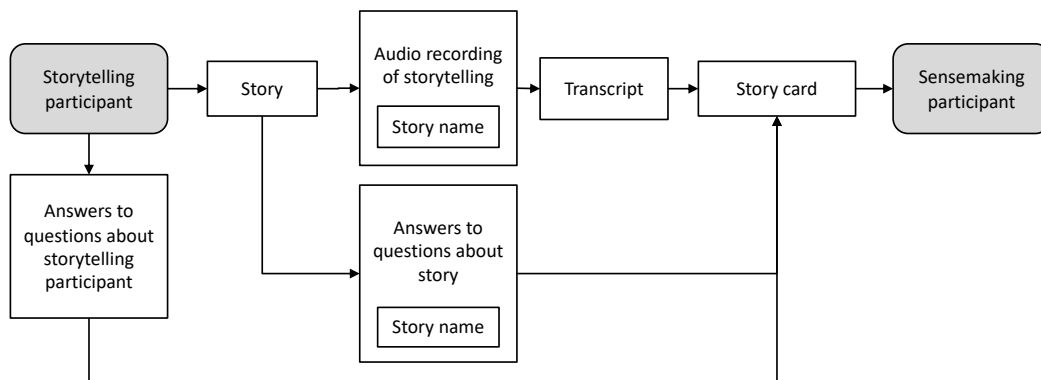 Storytelling
participant
Story
Audio recording
of storytelling
Story name
Transcript
Story card
Sensemaking
participant
Answers to
questions about
storytelling
participant
Answers to
questions about
story
Story name